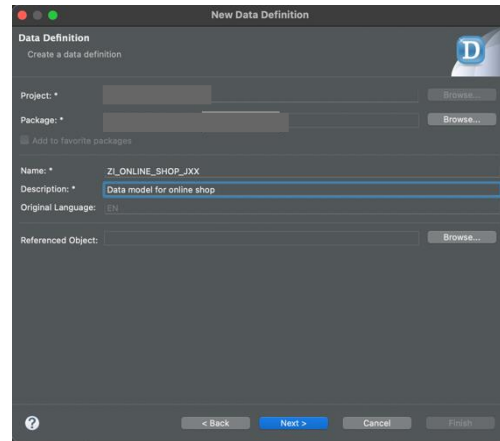 New Data Definition
Data Definition
Create a data definition
D
Project: *
Browse...
Package: *
Browse...
Add to favorite packages
Name: * ZI_ONLINE_SHOP_JXX
Description: * Data model for online shop
Original Language: EN
Referenced Object:
Browse...
?
< Back Next > Cancel Finish